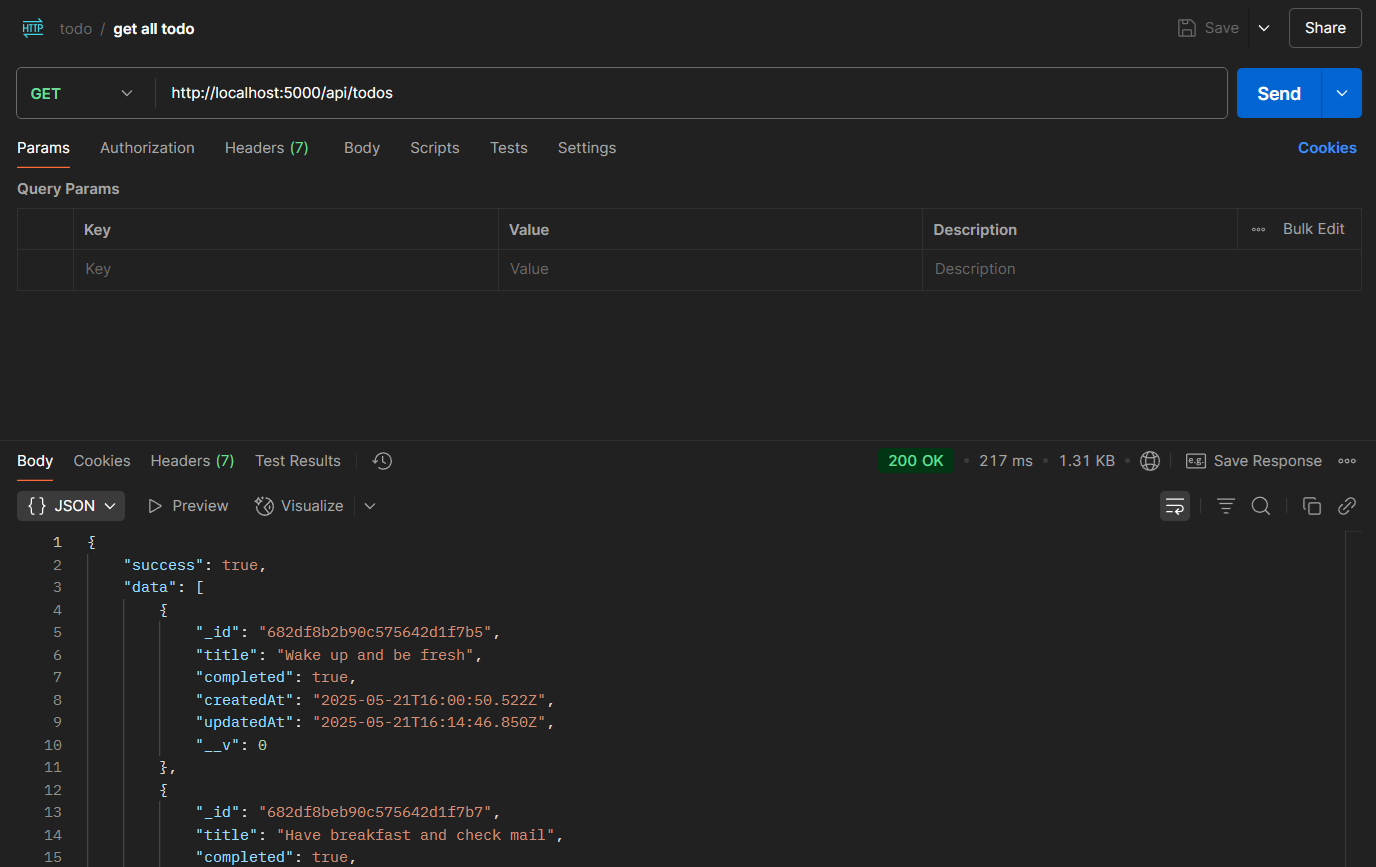 HTTP todo / get all todo Save Share
GET http://localhost:5000/api/todos Send
Params Authorization Headers (7) Body Scripts Tests Settings Cookies
Query Params
Key Value Description Bulk Edit
Key Value Description
Body Cookies Headers (7) Test Results 200 OK • 217 ms • 1.31 KB • e.g. Save Response
{} JSON Preview Visualize
1 {
2 "success": true,
3 "data": [
4 {
5 "_id": "682df8b2b90c575642d1f7b5",
6 "title": "Wake up and be fresh",
7 "completed": true,
8 "createdAt": "2025-05-21T16:00:50.522Z",
9 "updatedAt": "2025-05-21T16:14:46.850Z",
10 "__v": 0
11 },
12 {
13 "_id": "682df8beb90c575642d1f7b7",
14 "title": "Have breakfast and check mail",
15 "completed": true,